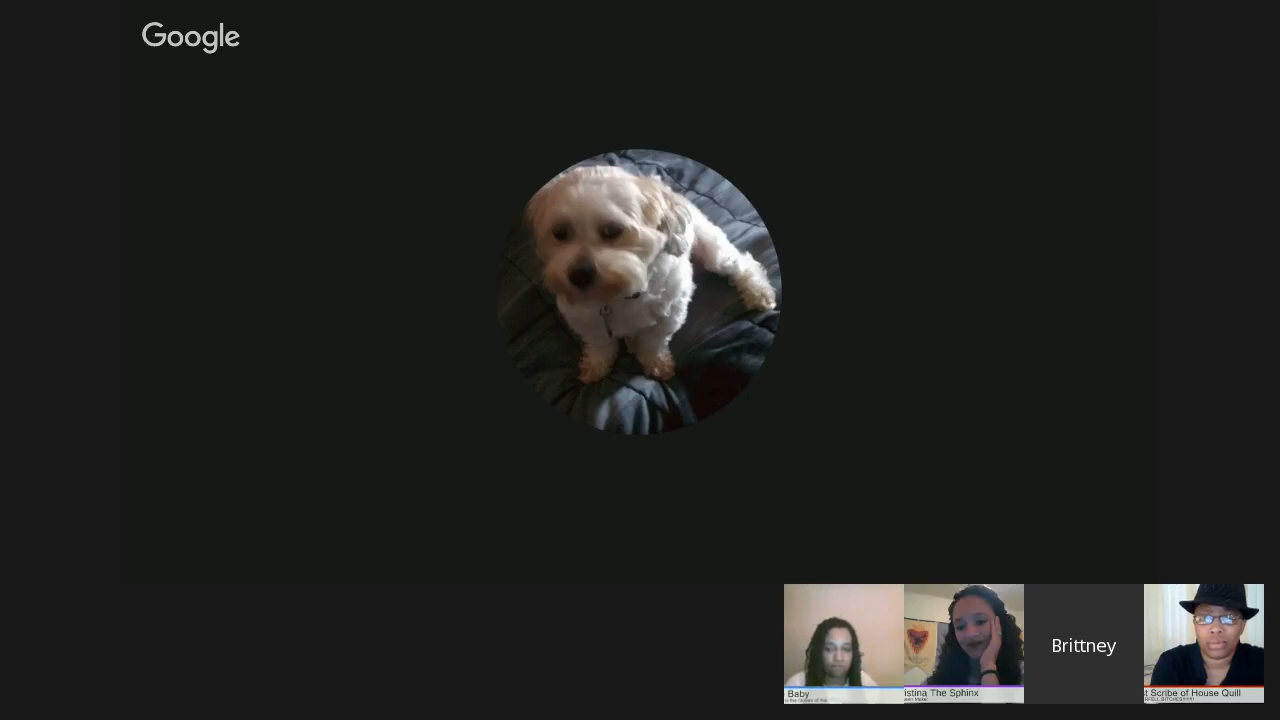 Google
Baby
istina The Sphinx
Brittney
t Scribe of House Quill